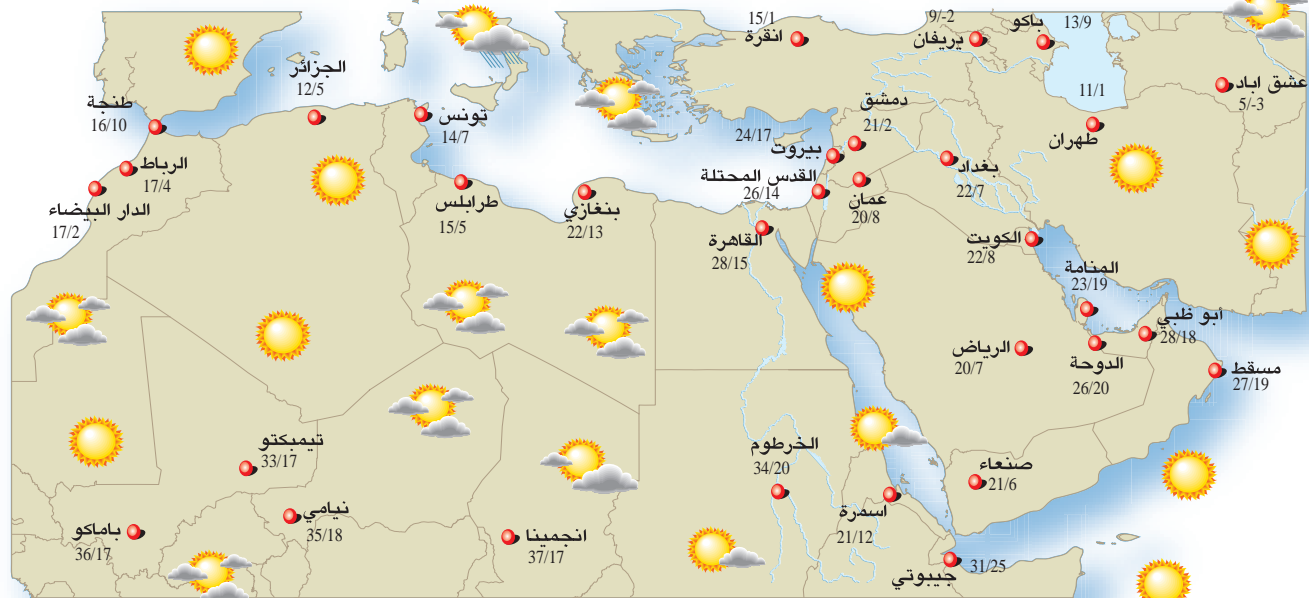 15/1
انقرة
9/-2
يريفان
باكو
13/9
الجزائر
12/5
عشق اباد
5/-3
11/1
طهران
طنجة
16/10
تونس
14/7
دمشق
21/2
24/17
بيروت
الرباط
17/4
بغداد
22/7
القدس المحتلة
26/14
عمان
20/8
الدار البيضاء
17/2
طرابلس
15/5
بنغازي
22/13
القاهرة
28/15
الكويت
22/8
المنامة
23/19
أبو ظبي
28/18
الرياض
20/7
الدوحة
26/20
مسقط
27/19
تيمبكتو
33/17
الخرطوم
34/20
صنعاء
21/6
باماكو
36/17
نيامي
35/18
انجمينا
37/17
اسمرة
21/12
31/25
جيبوتي